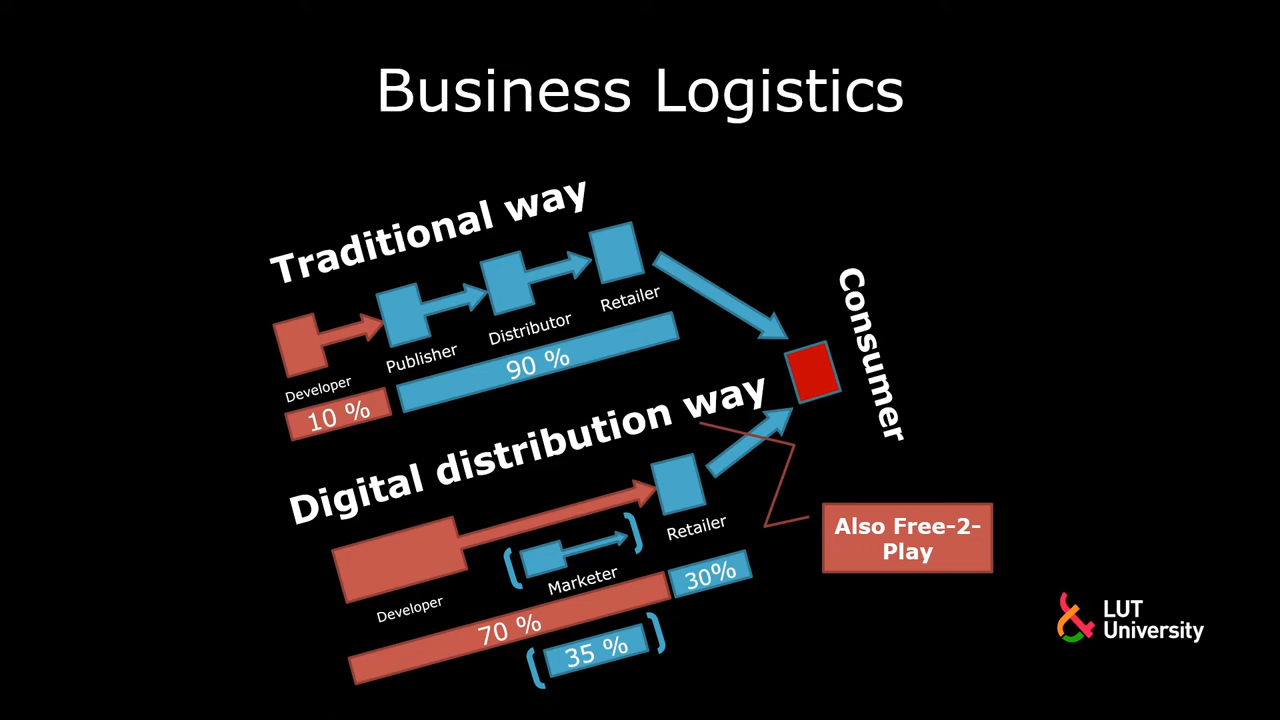 Business Logistics
Traditional way
Developer
Publisher
Distributor
Retailer
10 %
90 %
Consumer
Digital distribution way
Developer
Marketer
Retailer
70 %
30%
35 %
Also Free-2-
Play
LUT
University